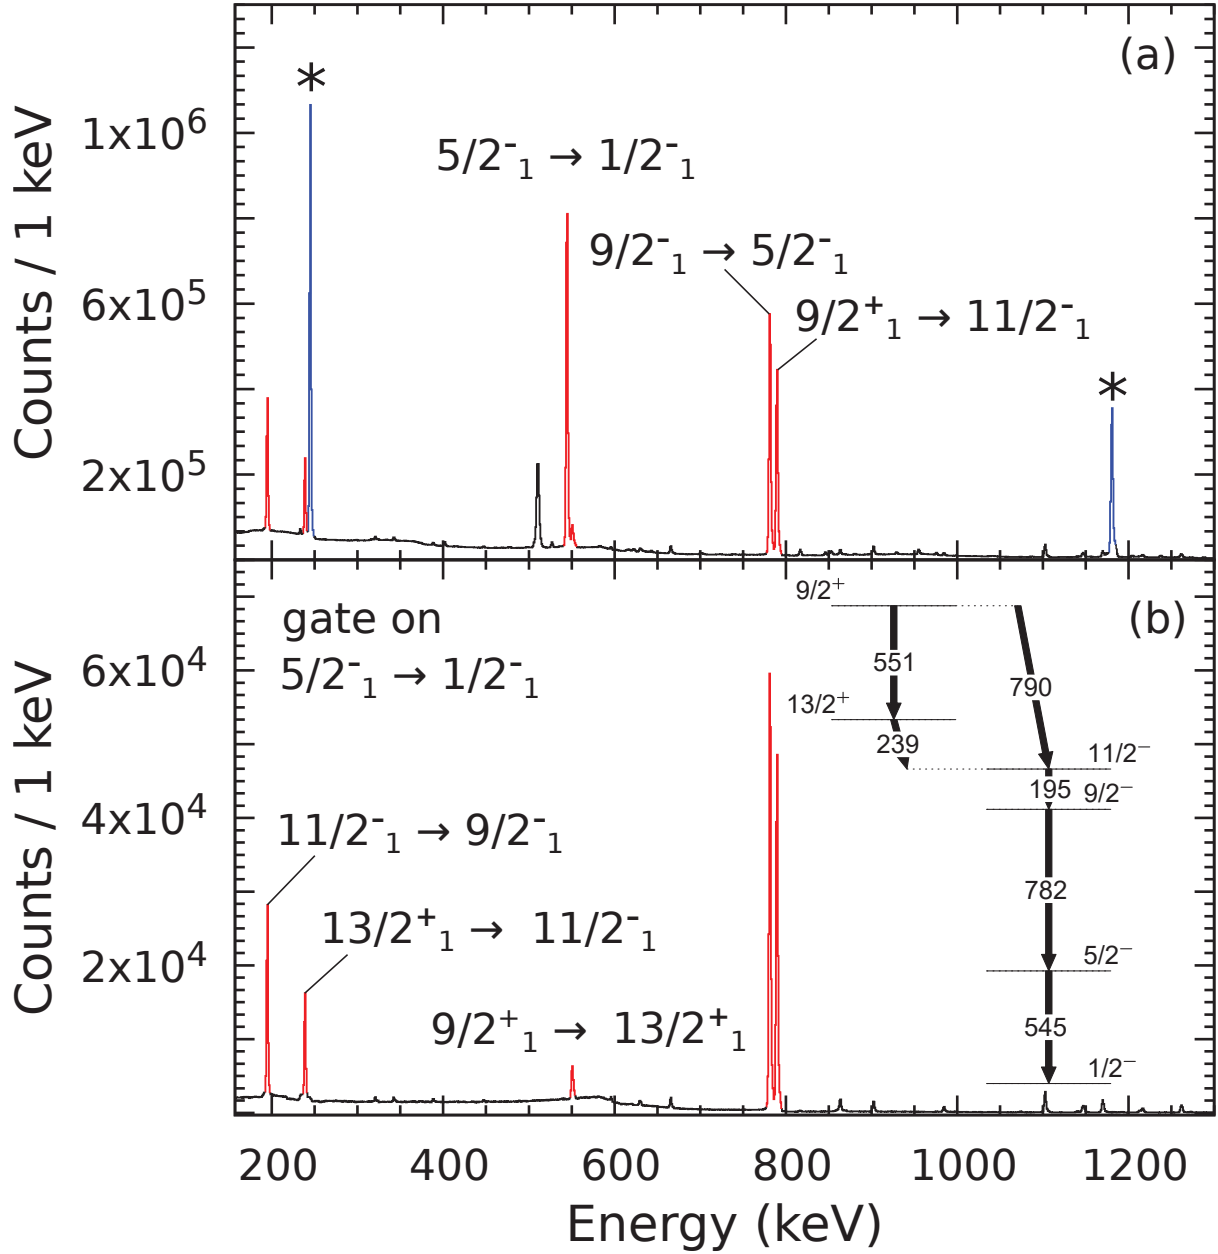 (a)
*
*
5/2⁻₁ → 1/2⁻₁
9/2⁻₁ → 5/2⁻₁
9/2⁺₁ → 11/2⁻₁
Counts / 1 keV
1x10⁶
6x10⁵
2x10⁵
(b)
gate on
5/2⁻₁ → 1/2⁻₁
11/2⁻₁ → 9/2⁻₁
13/2⁺₁ → 11/2⁻₁
9/2⁺₁ → 13/2⁺₁
9/2⁺
551
790
13/2⁺
239
11/2⁻
195
9/2⁻
782
5/2⁻
545
1/2⁻
Counts / 1 keV
6x10⁴
4x10⁴
2x10⁴
200 400 600 800 1000 1200
Energy (keV)